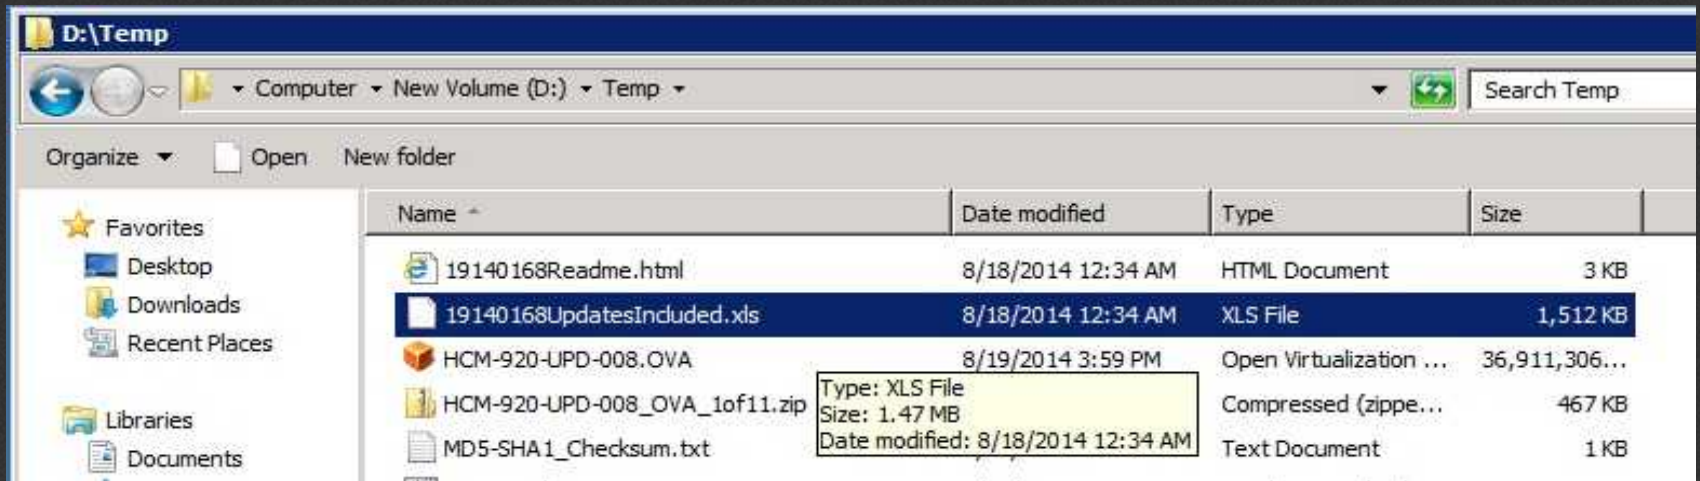 D:\Temp
Computer New Volume (D:) Temp Search Temp
Organize Open New folder
Favorites
Desktop
Downloads
Recent Places
Libraries
Documents
Name Date modified Type Size
19140168Readme.html 8/18/2014 12:34 AM HTML Document 3 KB
19140168UpdatesIncluded.xls 8/18/2014 12:34 AM XLS File 1,512 KB
HCM-920-UPD-008.OVA 8/19/2014 3:59 PM Open Virtualization ... 36,911,306...
HCM-920-UPD-008_OVA_1of11.zip Compressed (zippe... 467 KB
MD5-SHA1_Checksum.txt Text Document 1 KB
Type: XLS File
Size: 1.47 MB
Date modified: 8/18/2014 12:34 AM